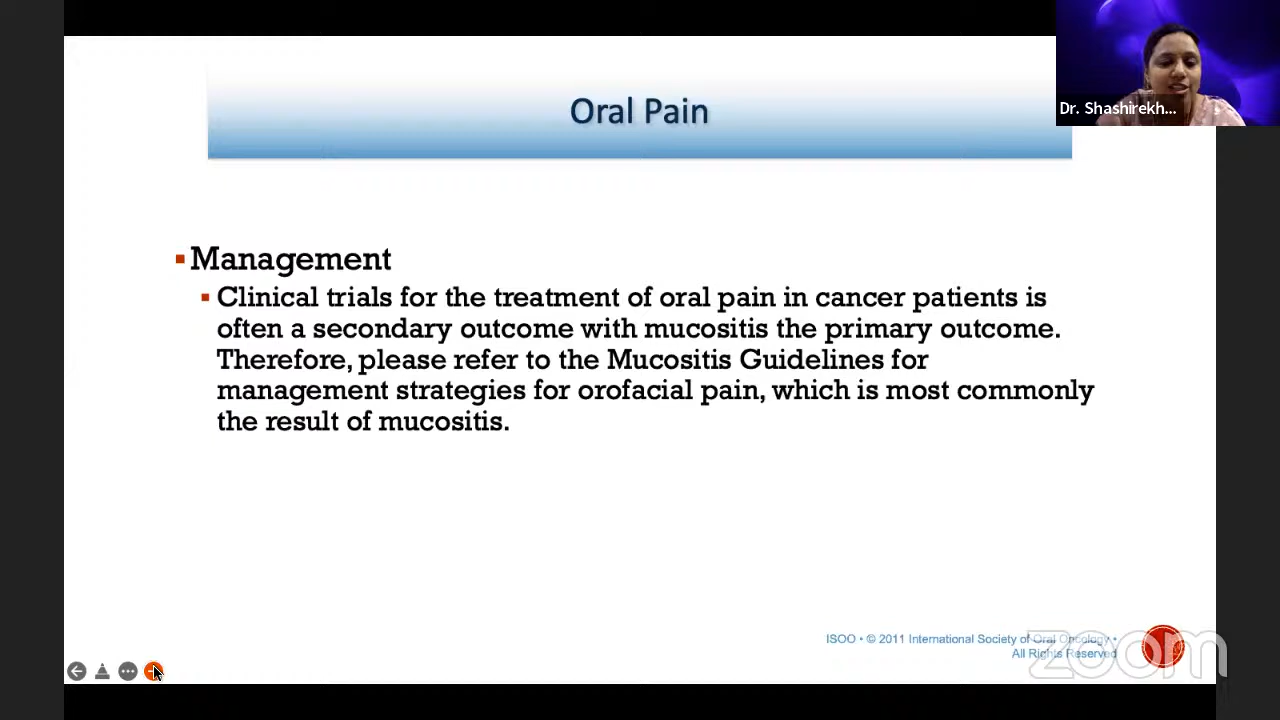 Oral Pain
Dr. Shashirekh...
Management
Clinical trials for the treatment of oral pain in cancer patients is
often a secondary outcome with mucositis the primary outcome.
Therefore, please refer to the Mucositis Guidelines for
management strategies for orofacial pain, which is most commonly
the result of mucositis.
ISOO • © 2011 International Society of Oral Oncology •
All Rights Reserved
zoom